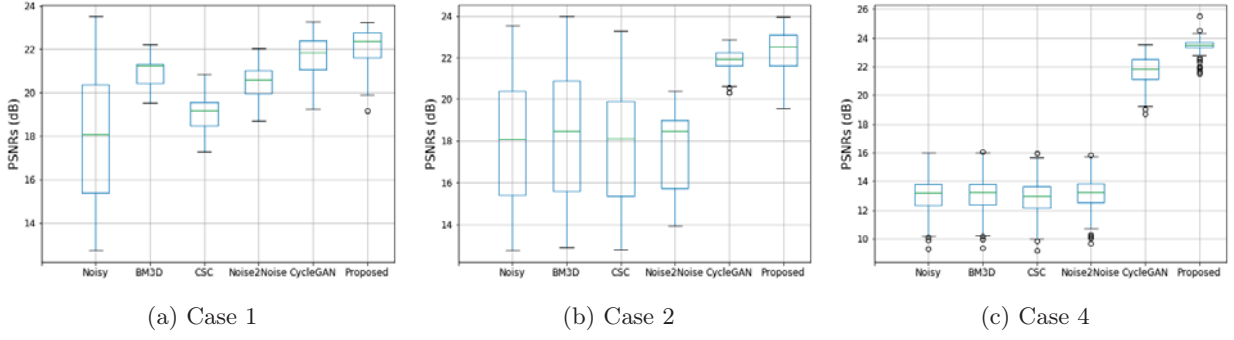 24
22
20
18
16
14
PSNRs (dB)
Noisy BM3D CSC Noise2Noise CycleGAN Proposed
(a) Case 1
24
22
20
18
16
14
PSNRs (dB)
Noisy BM3D CSC Noise2Noise CycleGAN Proposed
(b) Case 2
26
24
22
20
18
16
14
12
10
PSNRs (dB)
Noisy BM3D CSC Noise2Noise CycleGAN Proposed
(c) Case 4